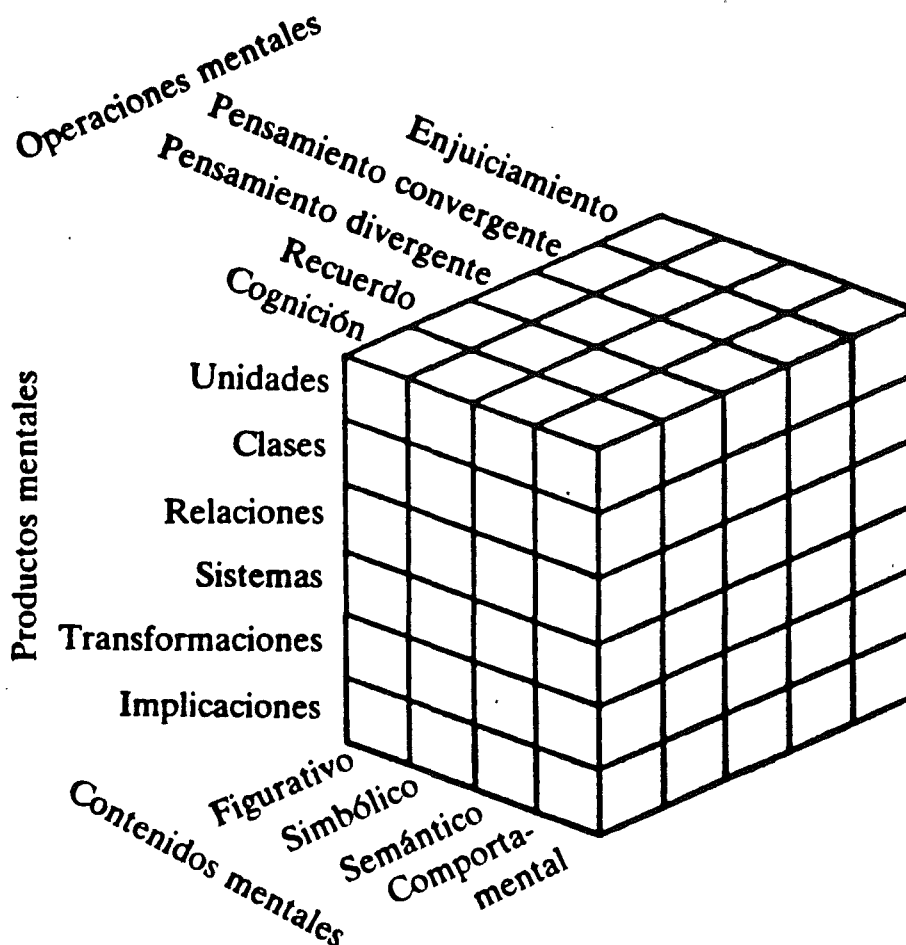 Operaciones mentales
Enjuiciamiento
Pensamiento convergente
Pensamiento divergente
Recuerdo
Cognición
Productos mentales
Unidades
Clases
Relaciones
Sistemas
Transformaciones
Implicaciones
Contenidos mentales
Figurativo
Simbólico
Semántico
Comporta-
mental